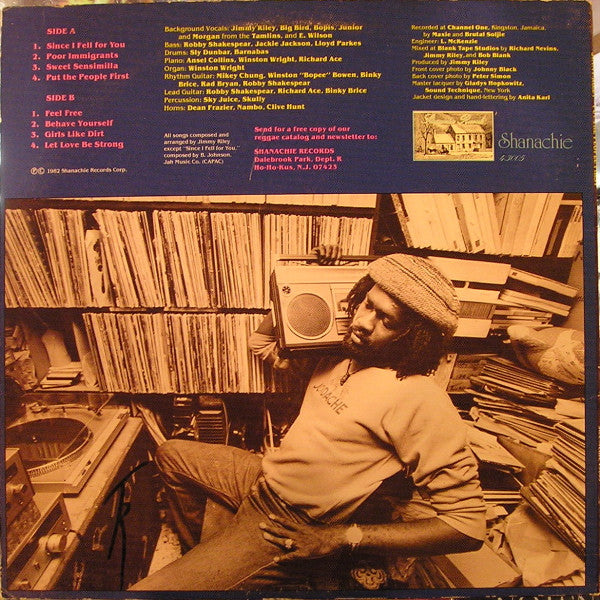 SIDE A
1. Since I Fell for You
2. Poor Immigrants
3. Sweet Sensimilla
4. Put the People First
SIDE B
1. Feel Free
2. Behave Yourself
3. Girls Like Dirt
4. Let Love Be Strong
℗© 1982 Shanachie Records Corp.
Background Vocals: Jimmy Riley, Big Bird, Bopis, Junior
and Morgan from the Tamlins, and E. Wilson
Bass: Robby Shakespear, Jackie Jackson, Lloyd Parkes
Drums: Sly Dunbar, Barnabas
Piano: Ansel Collins, Winston Wright, Richard Ace
Organ: Winston Wright
Rhythm Guitar: Mikey Chung, Winston "Bopee" Bowen, Binky
Brice, Rad Bryan, Robby Shakespear
Lead Guitar: Robby Shakespear, Richard Ace, Binky Brice
Percussion: Sky Juice, Skully
Horns: Dean Frazier, Nambo, Clive Hunt
All songs composed and
arranged by Jimmy Riley
except "Since I Fell for You,"
composed by B. Johnson.
Jah Music Co. (CAPAC)
Send for a free copy of our
reggae catalog and newsletter to:
SHANACHIE RECORDS
Dalebrook Park, Dept. R
Ho-Ho-Kus, N.J. 07423
Recorded at Channel One, Kingston, Jamaica,
by Maxie and Brutal Soljie
Engineer: L. McKenzie
Mixed at Blank Tape Studios by Richard Nevins,
Jimmy Riley, and Bob Blank
Produced by Jimmy Riley
Front cover photo by Johnny Black
Back cover photo by Peter Simon
Master lacquer by Gladys Hopkowitz,
Sound Technique, New York
Jacket design and hand-lettering by Anita Karl
Shanachie
43005